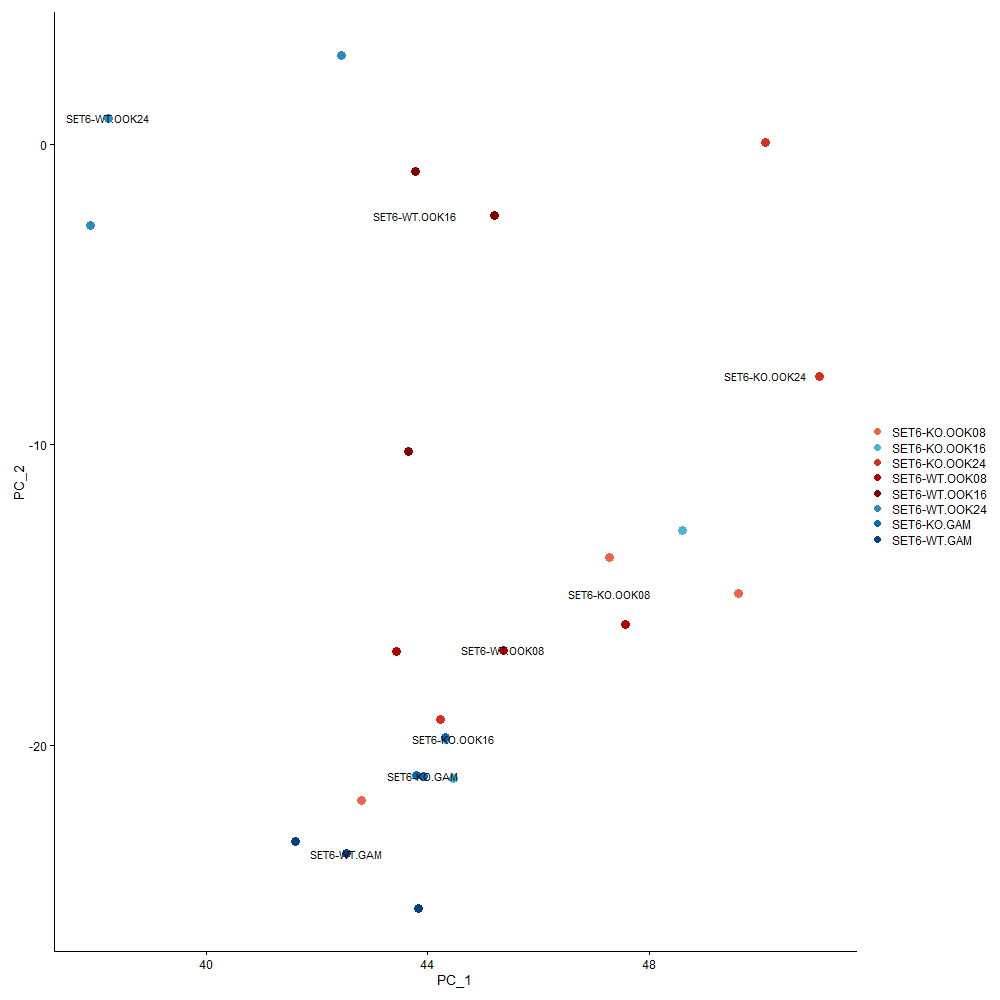 SET6-WT.OOK24
0
SET6-WT.OOK16
SET6-KO.OOK24
-10
PC_2
SET6-KO.OOK08
SET6-WT.OOK08
SET6-KO.OOK16
-20
SET6-KO.GAM
SET6-WT.GAM
40
44
48
PC_1
SET6-KO.OOK08
SET6-KO.OOK16
SET6-KO.OOK24
SET6-WT.OOK08
SET6-WT.OOK16
SET6-WT.OOK24
SET6-KO.GAM
SET6-WT.GAM